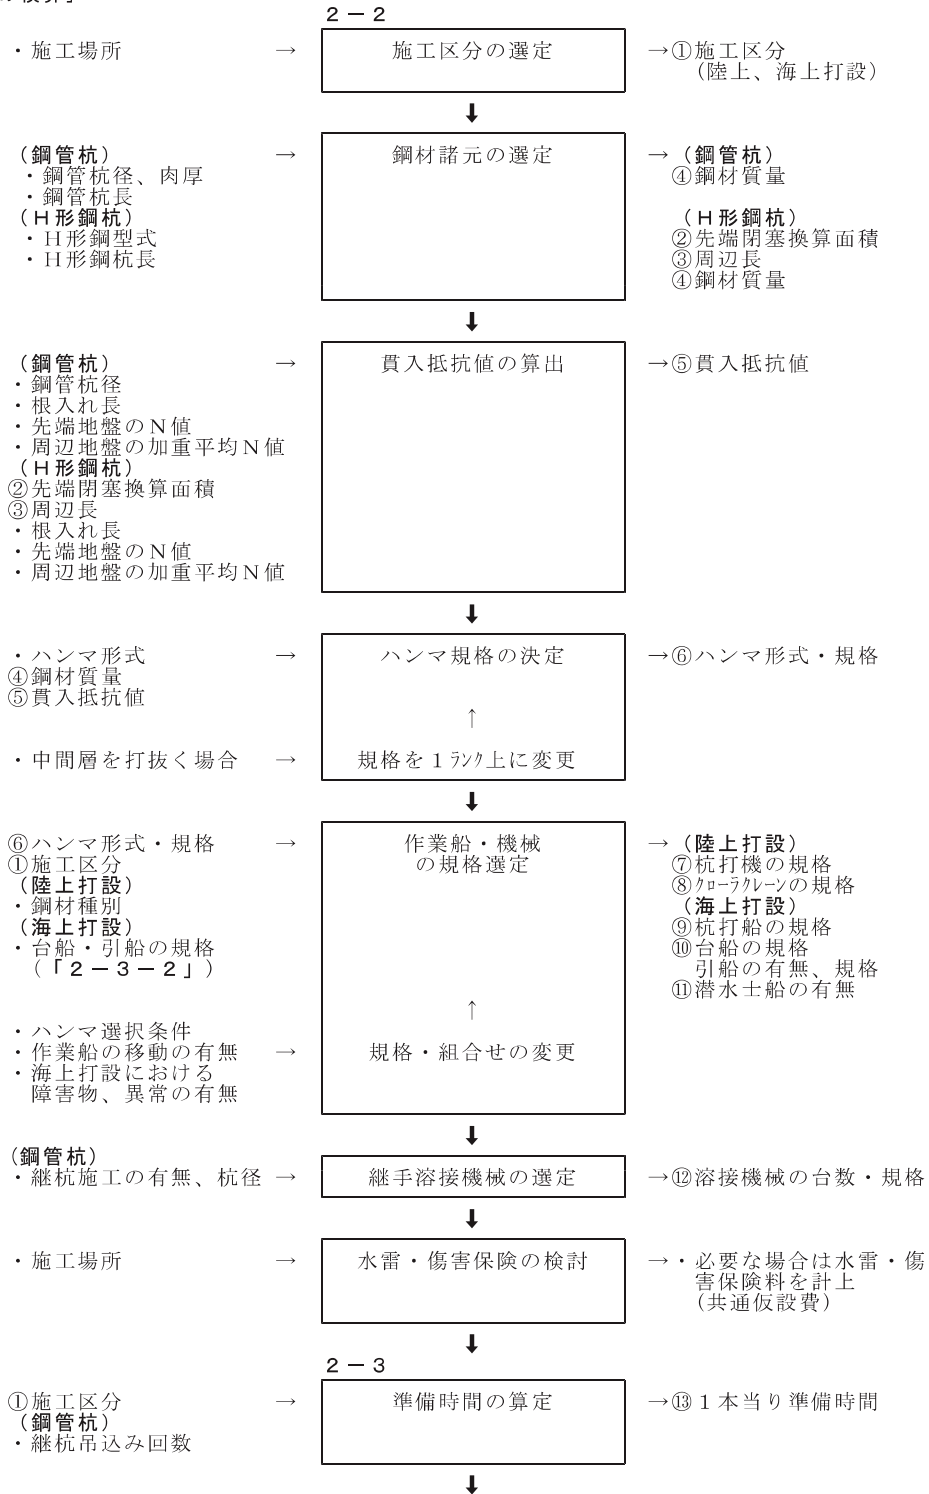 ２－２
・施工場所 → 施工区分の選定 →①施工区分
（陸上、海上打設）
⬇
（鋼管杭） → 鋼材諸元の選定 →（鋼管杭）
・鋼管杭径、肉厚 ④鋼材質量
・鋼管杭長
（Ｈ形鋼杭） （Ｈ形鋼杭）
・Ｈ形鋼型式 ②先端閉塞換算面積
・Ｈ形鋼杭長 ③周辺長
④鋼材質量
⬇
（鋼管杭） → 貫入抵抗値の算出 →⑤貫入抵抗値
・鋼管杭径
・根入れ長
・先端地盤のＮ値
・周辺地盤の加重平均Ｎ値
（Ｈ形鋼杭）
②先端閉塞換算面積
③周辺長
・根入れ長
・先端地盤のＮ値
・周辺地盤の加重平均Ｎ値
⬇
・ハンマ形式 → ハンマ規格の決定 →⑥ハンマ形式・規格
④鋼材質量
⑤貫入抵抗値
↑
・中間層を打抜く場合 → 規格を１ﾗﾝｸ上に変更
⬇
⑥ハンマ形式・規格 → 作業船・機械 →（陸上打設）
①施工区分 の規格選定 ⑦杭打機の規格
（陸上打設） ⑧ｸﾛｰﾗｸﾚｰﾝの規格
・鋼材種別 （海上打設）
（海上打設） ⑨杭打船の規格
・台船・引船の規格 ⑩台船の規格
（「２－３－２」） 引船の有無、規格
⑪潜水士船の有無
↑
・ハンマ選択条件
・作業船の移動の有無 → 規格・組合せの変更
・海上打設における
障害物、異常の有無
⬇
（鋼管杭）
・継杭施工の有無、杭径 → 継手溶接機械の選定 →⑫溶接機械の台数・規格
⬇
・施工場所 → 水雷・傷害保険の検討 →・必要な場合は水雷・傷
害保険料を計上
（共通仮設費）
⬇
２－３
①施工区分 → 準備時間の算定 →⑬１本当り準備時間
（鋼管杭）
・継杭吊込み回数
⬇